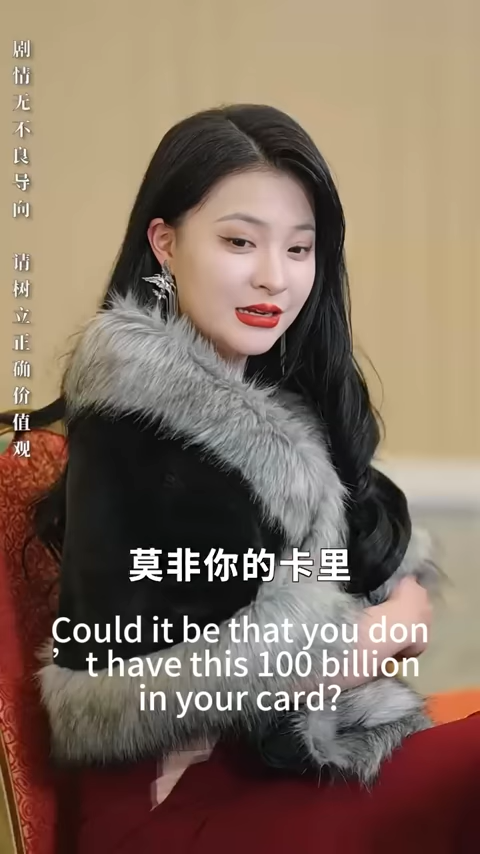 剧情无不良导向 请树立正确价值观
莫非你的卡里
Could it be that you don
’t have this 100 billion
in your card?